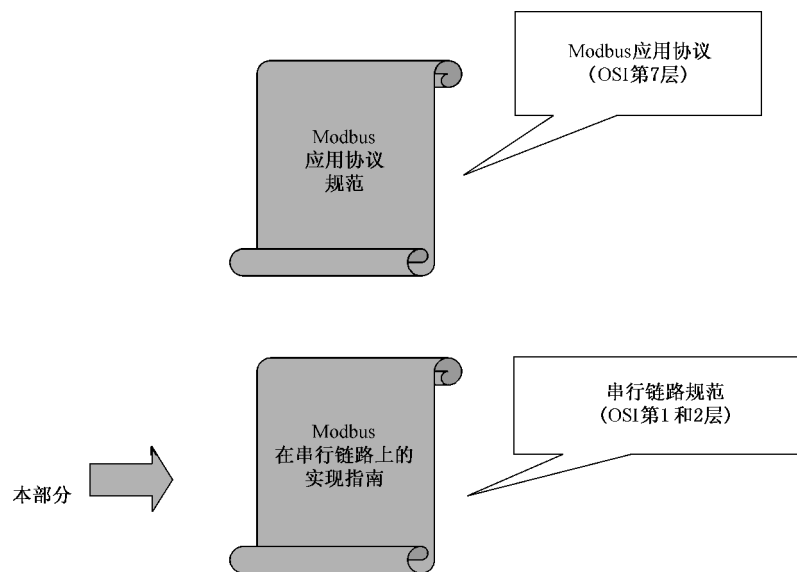 Modbus应用协议
（OSI第7层）
Modbus
应用协议
规范
串行链路规范
（OSI第1和2层）
Modbus
在串行链路上的
实现指南
本部分